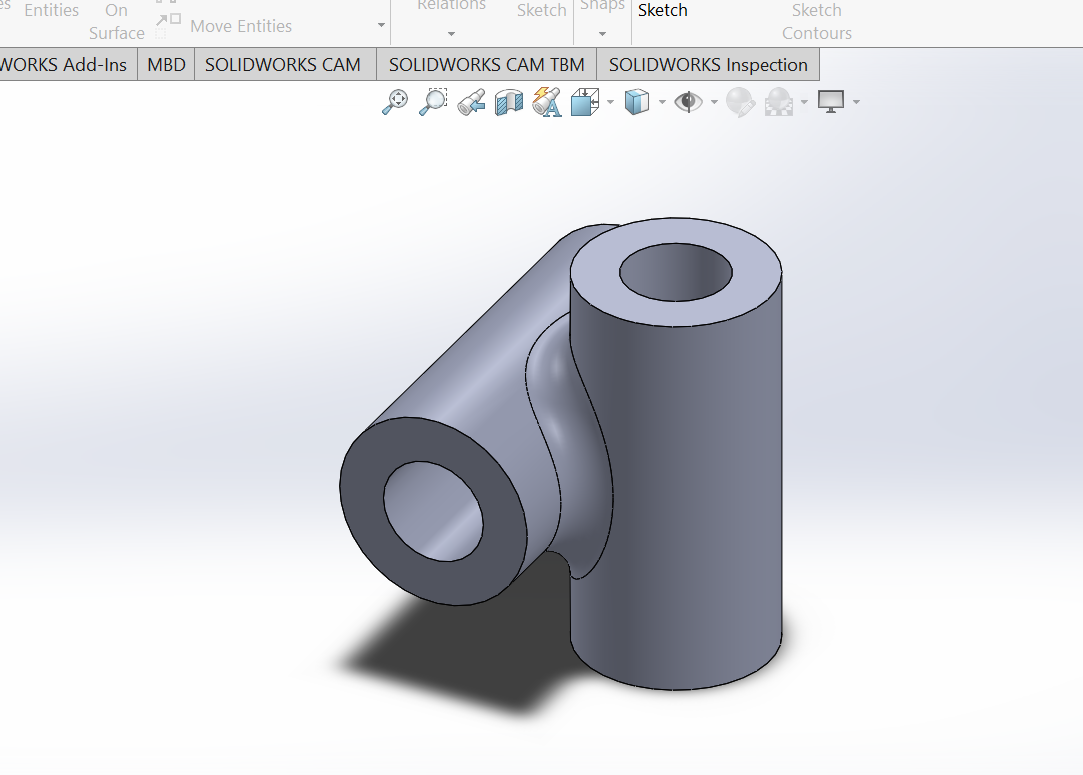 Relations
Shaps
Entities
On
Sketch
Sketch
Sketch
Surface
Move Entities
Contours
WORKS Add-Ins
MBD
SOLIDWORKS CAM
SOLIDWORKS CAM TBM
SOLIDWORKS Inspection